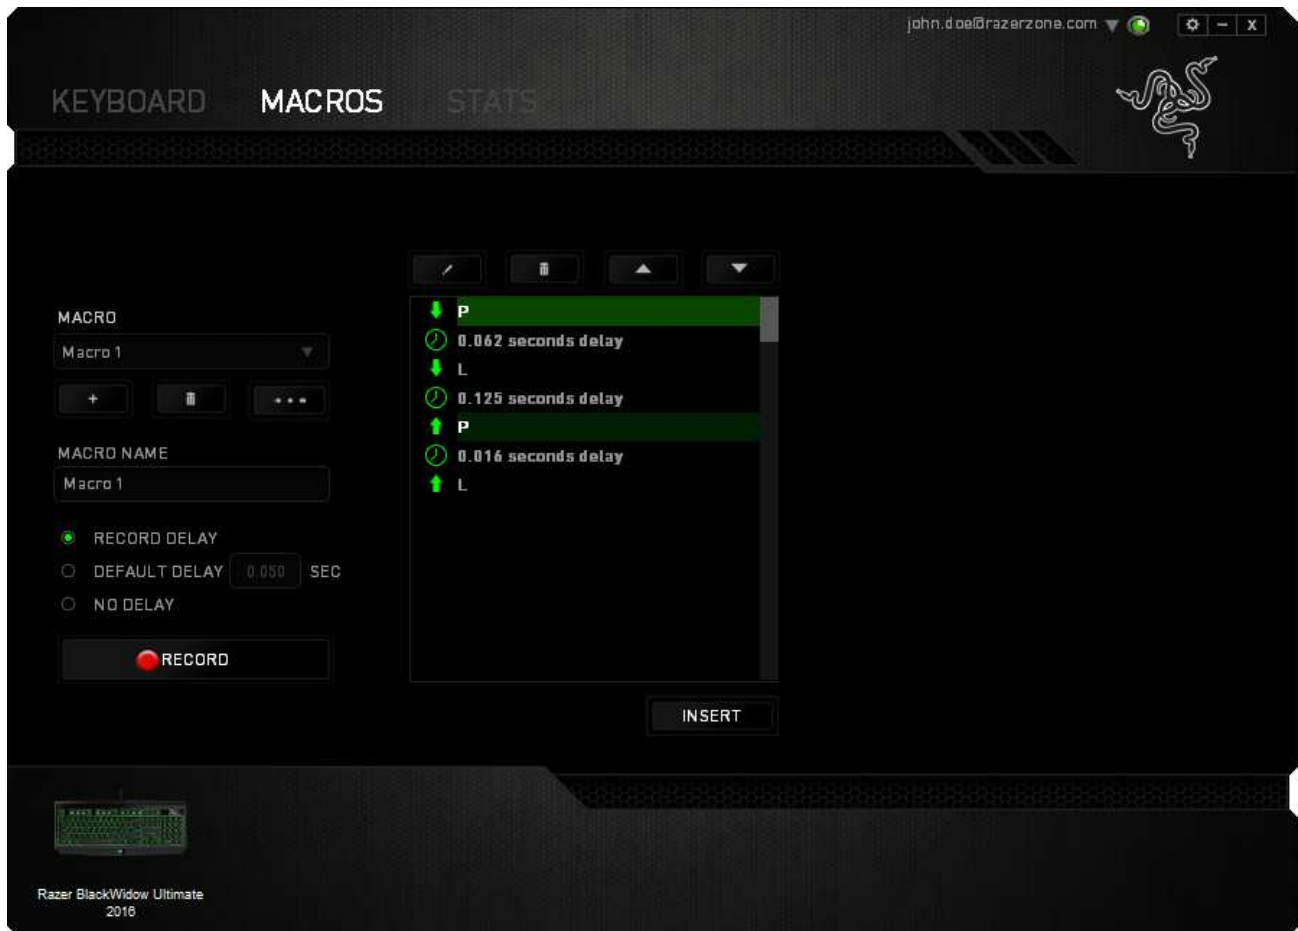 john.doe@razerzone.com
KEYBOARD MACROS STATS
MACRO
Macro 1
MACRO NAME
Macro 1
RECORD DELAY
DEFAULT DELAY 0.050 SEC
NO DELAY
RECORD
P
0.062 seconds delay
L
0.125 seconds delay
P
0.016 seconds delay
L
INSERT
Razer BlackWidow Ultimate
2016